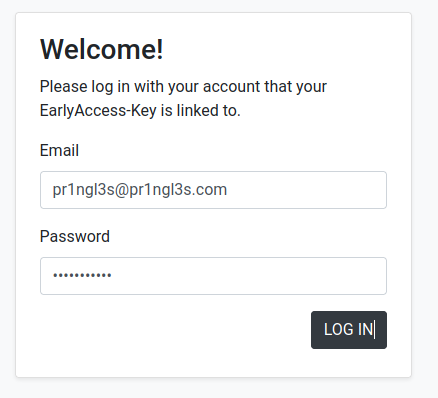 Welcome!
Please log in with your account that your
EarlyAccess-Key is linked to.
Email
pr1ngl3s@pr1ngl3s.com
Password
•••••••••••
LOG IN